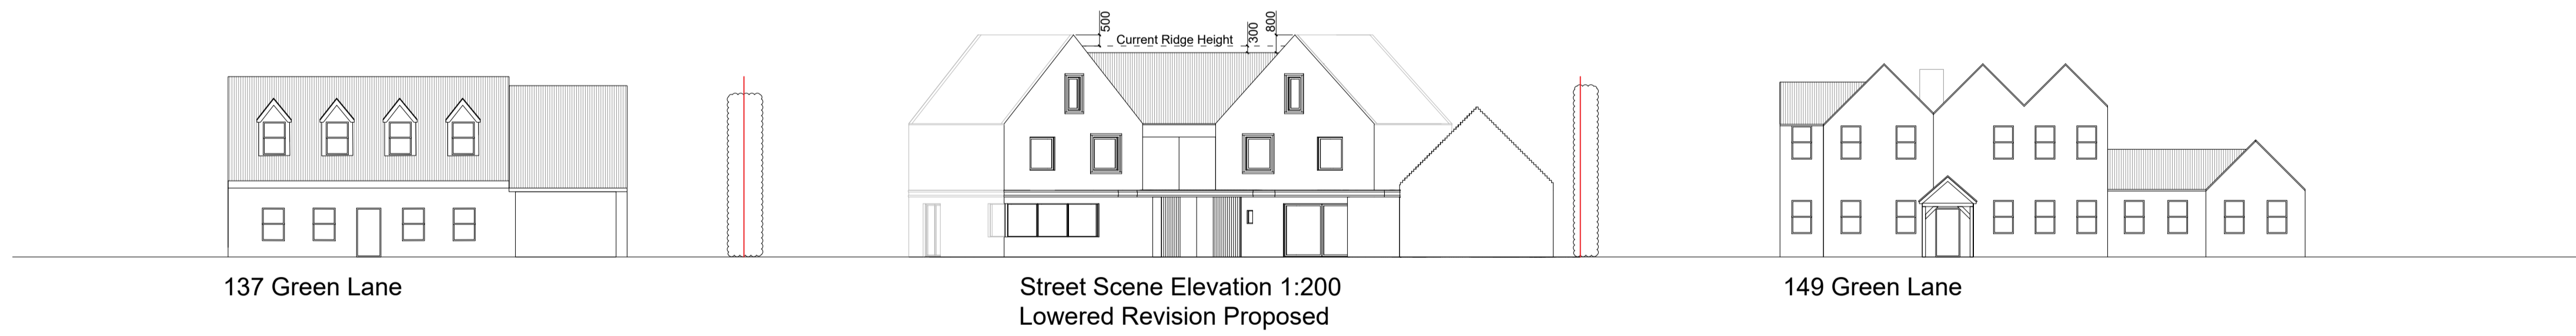 500
Current Ridge Height
300
800
137 Green Lane
Street Scene Elevation 1:200
Lowered Revision Proposed
149 Green Lane